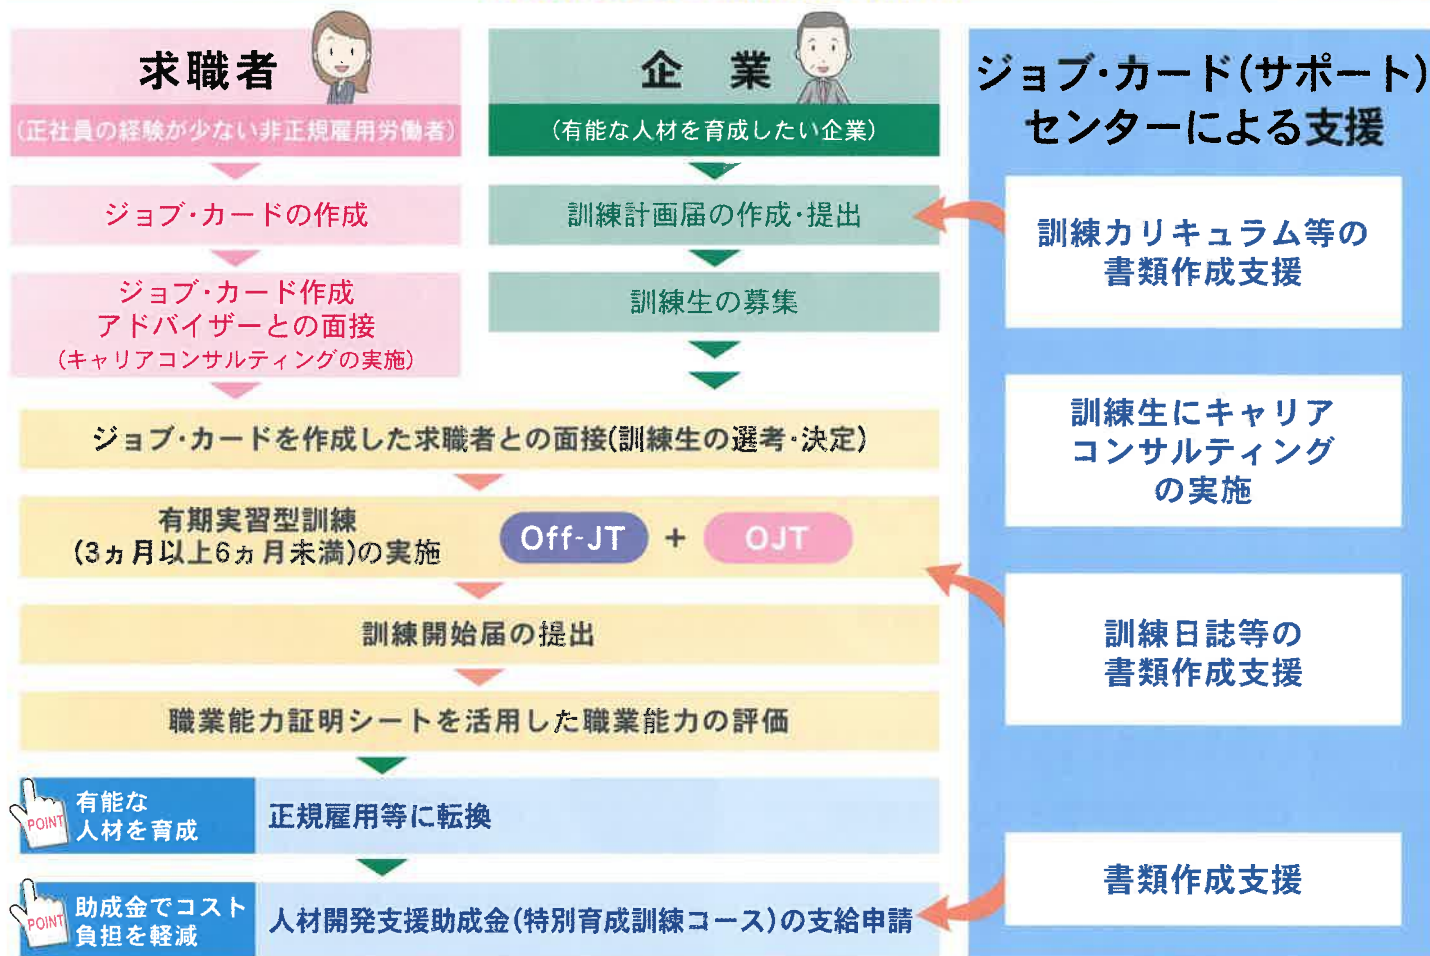 求職者
(正社員の経験が少ない非正規雇用労働者)
ジョブ・カードの作成
ジョブ・カード作成
アドバイザーとの面接
(キャリアコンサルティングの実施)
企 業
(有能な人材を育成したい企業)
訓練計画届の作成・提出
訓練生の募集
ジョブ・カードを作成した求職者との面接(訓練生の選考・決定)
有期実習型訓練
(3ヵ月以上6ヵ月未満)の実施
Off-JT + OJT
訓練開始届の提出
職業能力証明シートを活用した職業能力の評価
POINT
有能な
人材を育成
正規雇用等に転換
POINT
助成金でコスト
負担を軽減
人材開発支援助成金(特別育成訓練コース)の支給申請
ジョブ・カード(サポート)
センターによる支援
訓練カリキュラム等の
書類作成支援
訓練生にキャリア
コンサルティング
の実施
訓練日誌等の
書類作成支援
書類作成支援